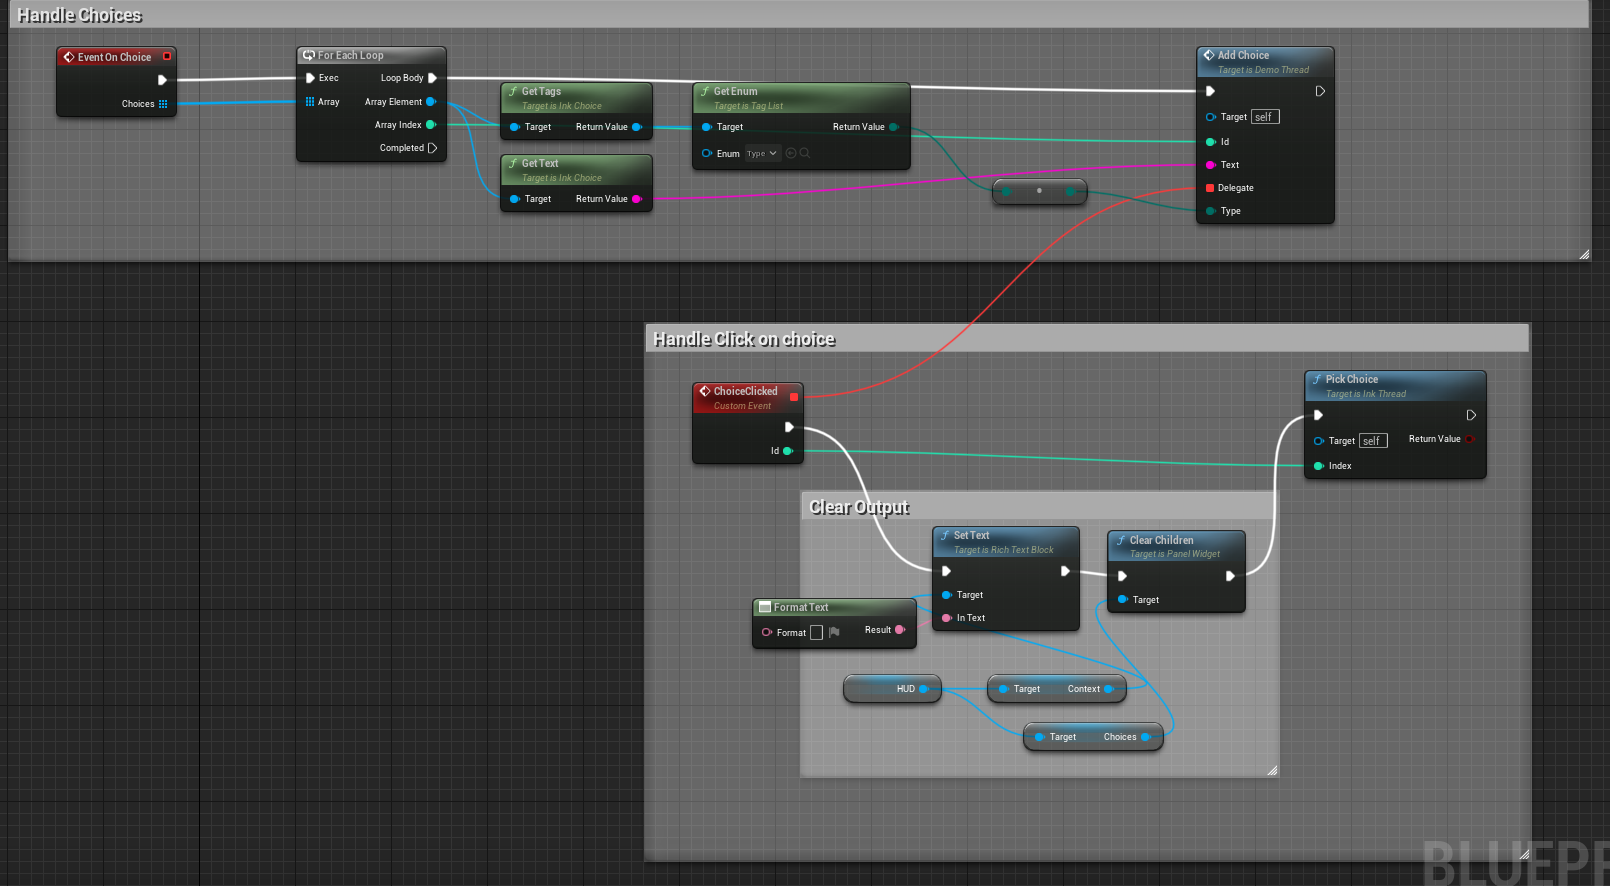 Handle Choices
Event On Choice
Choices
For Each Loop
Exec
Loop Body
Array
Array Element
Array Index
Completed
Get Tags
Target is Ink Choice
Target
Return Value
Get Text
Target is Ink Choice
Target
Return Value
Get Enum
Target is Tag List
Target
Return Value
Enum
Type
Add Choice
Target is Demo Thread
Target
self
Id
Text
Delegate
Type
Handle Click on choice
ChoiceClicked
Custom Event
Id
Pick Choice
Target is Ink Thread
Target
self
Return Value
Index
Clear Output
Set Text
Target is Rich Text Block
Target
In Text
Clear Children
Target is Panel Widget
Target
Format Text
Format
Result
HUD
Target
Context
Target
Choices